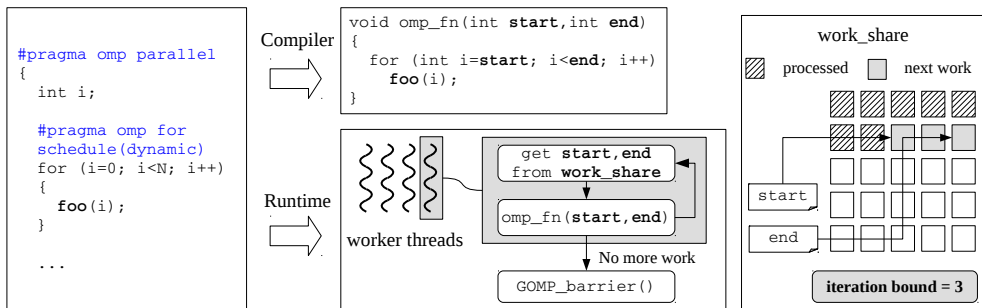 #pragma omp parallel
{
int i;
#pragma omp for
schedule(dynamic)
for (i=0; i<N; i++)
{
foo(i);
}
...
Compiler
void omp_fn(int start,int end)
{
for (int i=start; i<end; i++)
foo(i);
}
Runtime
worker threads
get start,end
from work_share
omp_fn(start,end)
No more work
GOMP_barrier()
work_share
processed
next work
start
end
iteration bound = 3